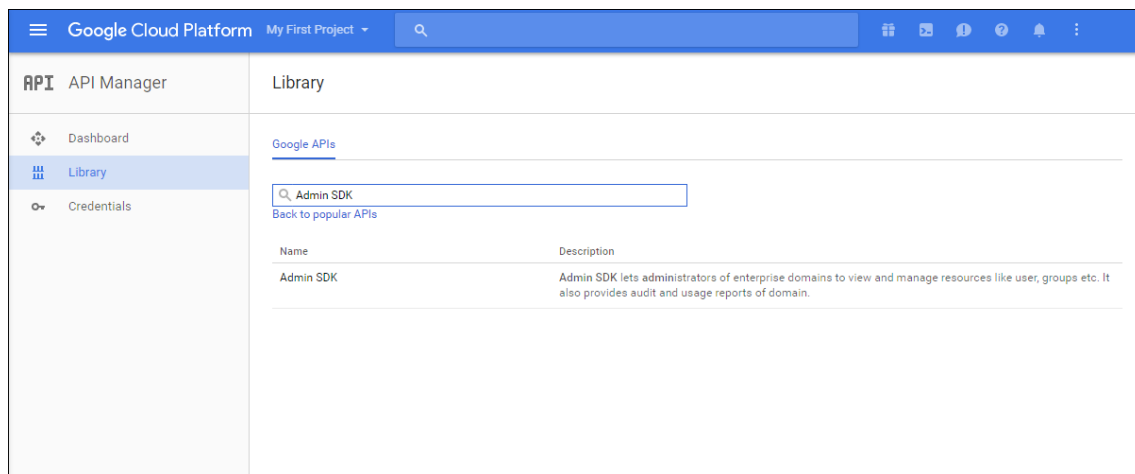 Google Cloud Platform My First Project
API API Manager
Library
Dashboard
Library
Credentials
Google APIs
Admin SDK
Back to popular APIs
Name Description
Admin SDK Admin SDK lets administrators of enterprise domains to view and manage resources like user, groups etc. It
also provides audit and usage reports of domain.